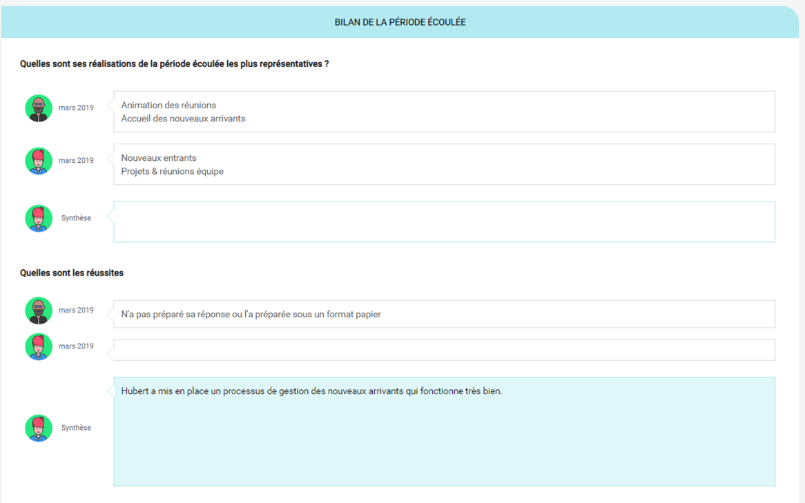 BILAN DE LA PÉRIODE ÉCOULÉE
Quelles sont ses réalisations de la période écoulée les plus représentatives ?
mars 2019
Animation des réunions
Accueil des nouveaux arrivants
mars 2019
Nouveaux entrants
Projets & réunions équipe
Synthèse
Quelles sont les réussites
mars 2019
N'a pas préparé sa réponse ou l'a préparée sous un format papier
mars 2019
Hubert a mis en place un processus de gestion des nouveaux arrivants qui fonctionne très bien.
Synthèse